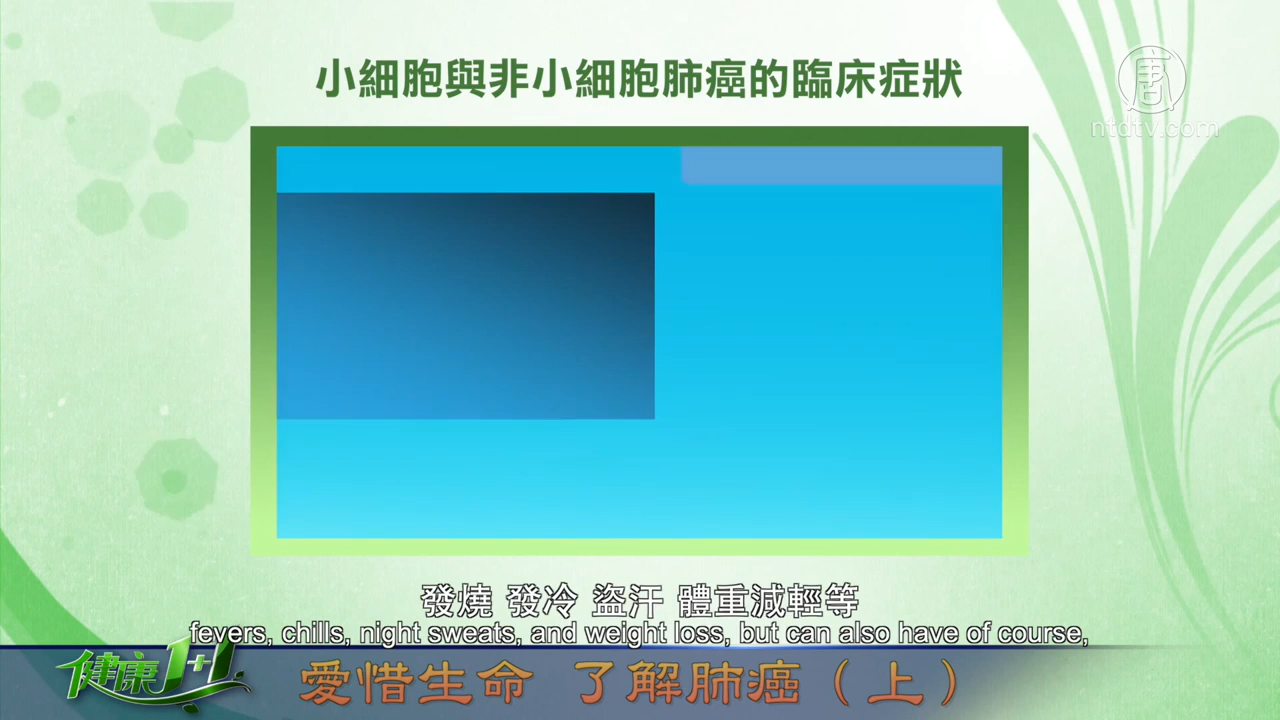 小細胞與非小細胞肺癌的臨床症狀
唐
ntdtv.com
發燒 發冷 盜汗 體重減輕等
fevers, chills, night sweats, and weight loss, but can also have of course,
健康1+1
愛惜生命 了解肺癌（上）